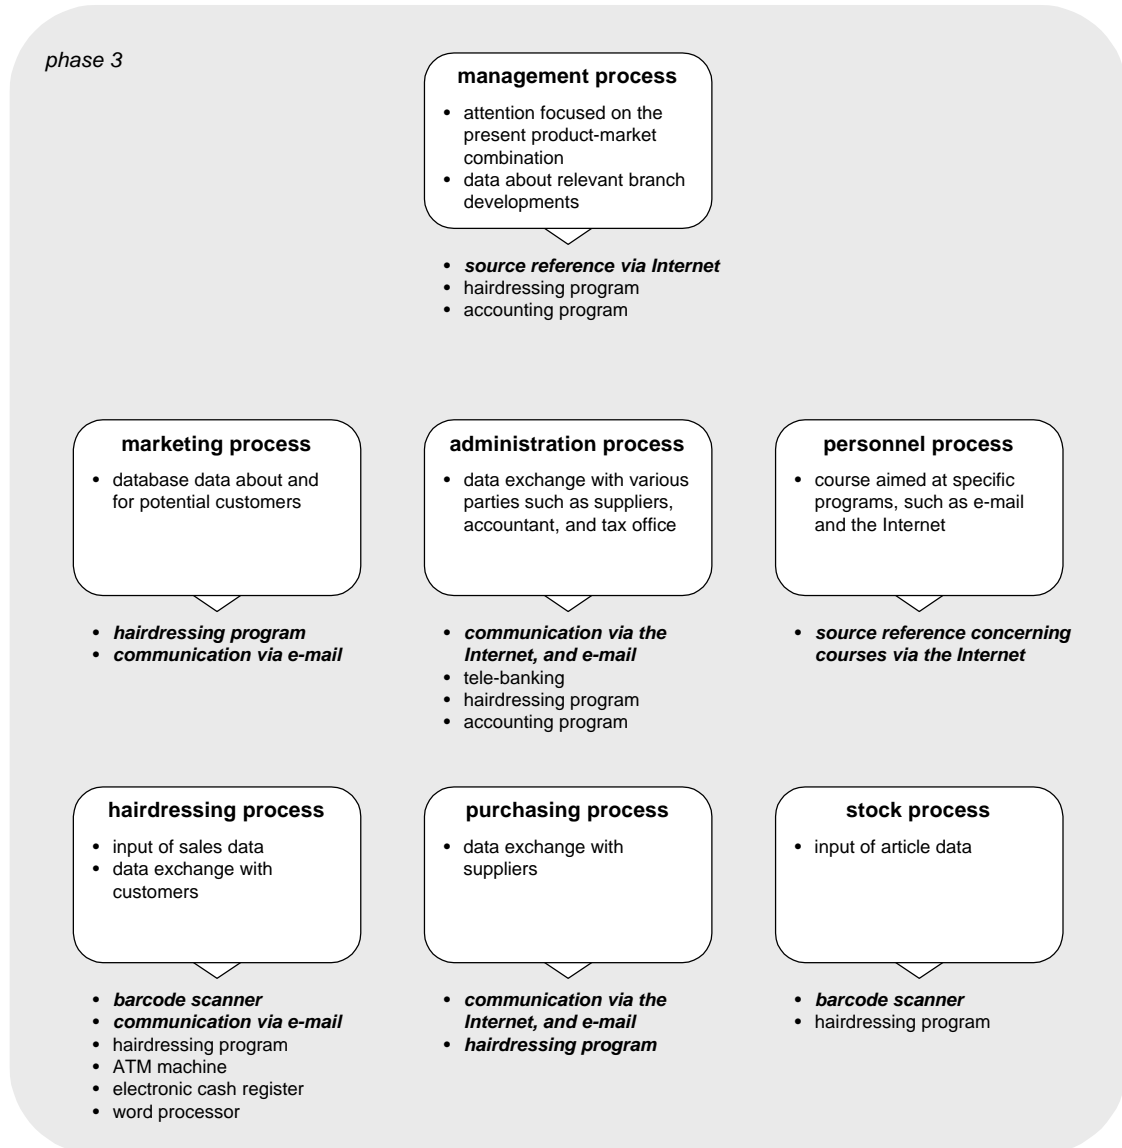 phase 3
management process
• attention focused on the
present product-market
combination
• data about relevant branch
developments
• source reference via Internet
• hairdressing program
• accounting program
marketing process
• database data about and
for potential customers
• hairdressing program
• communication via e-mail
administration process
• data exchange with various
parties such as suppliers,
accountant, and tax office
• communication via the
Internet, and e-mail
• tele-banking
• hairdressing program
• accounting program
personnel process
• course aimed at specific
programs, such as e-mail
and the Internet
• source reference concerning
courses via the Internet
hairdressing process
• input of sales data
• data exchange with
customers
• barcode scanner
• communication via e-mail
• hairdressing program
• ATM machine
• electronic cash register
• word processor
purchasing process
• data exchange with
suppliers
• communication via the
Internet, and e-mail
• hairdressing program
stock process
• input of article data
• barcode scanner
• hairdressing program